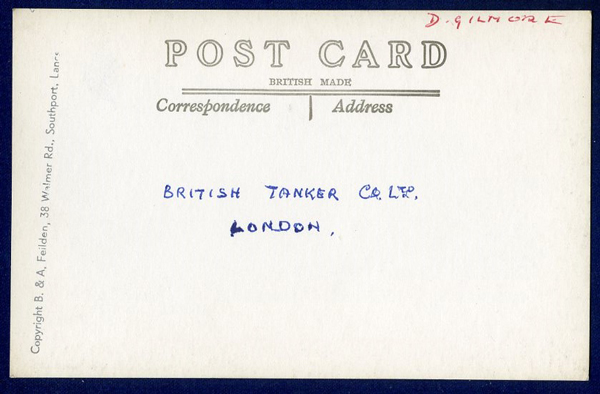 D. GILMORE
POST CARD
BRITISH MADE
Correspondence Address
BRITISH TANKER CO. LTD.
LONDON.
Copyright B. & A. Feilden, 38 Walmer Rd., Southport, Lancs